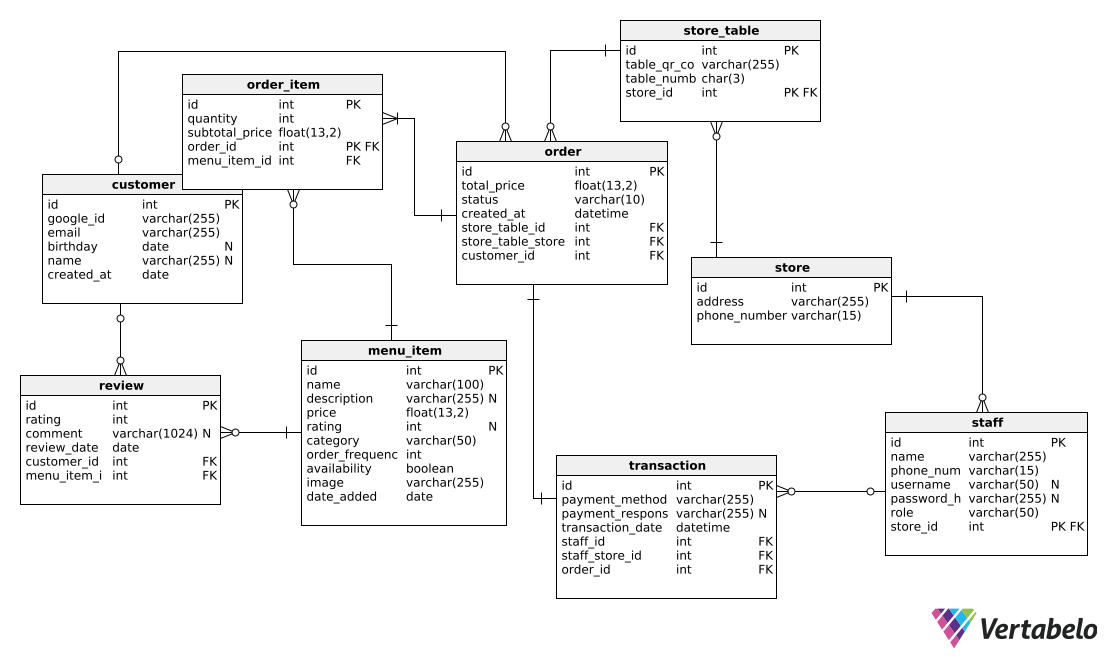 store_table
id int PK
table_qr_co varchar(255)
table_numb char(3)
store_id int PK FK
order_item
id int PK
quantity int
subtotal_price float(13,2)
order_id int PK FK
menu_item_id int FK
order
id int PK
total_price float(13,2)
status varchar(10)
created_at datetime
store_table_id int FK
store_table_store int FK
customer_id int FK
customer
id int PK
google_id varchar(255)
email varchar(255)
birthday date N
name varchar(255) N
created_at date
store
id int PK
address varchar(255)
phone_number varchar(15)
menu_item
id int PK
name varchar(100)
description varchar(255) N
price float(13,2)
rating int N
category varchar(50)
order_frequenc int
availability boolean
image varchar(255)
date_added date
review
id int PK
rating int
comment varchar(1024) N
review_date date
customer_id int FK
menu_item_i int FK
staff
id int PK
name varchar(255)
phone_num varchar(15)
username varchar(50) N
password_h varchar(255) N
role varchar(50)
store_id int PK FK
transaction
id int PK
payment_method varchar(255)
payment_respons varchar(255) N
transaction_date datetime
staff_id int FK
staff_store_id int FK
order_id int FK
Vertabelo